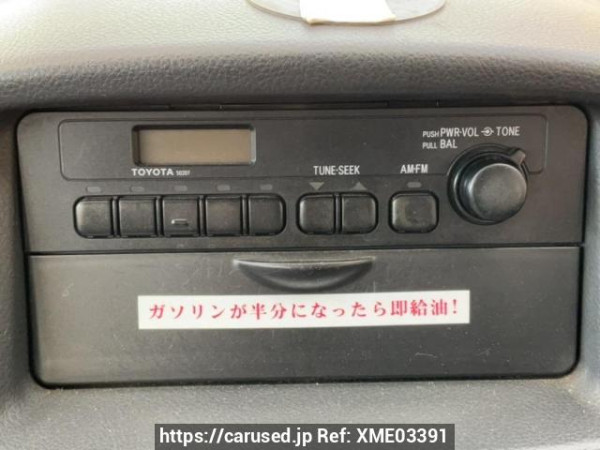 PUSH PWR·VOL TONE
PULL BAL
TOYOTA
TUNE·SEEK
AM·FM
ガソリンが半分になったら即給油!
https://carused.jp Ref: XME03391